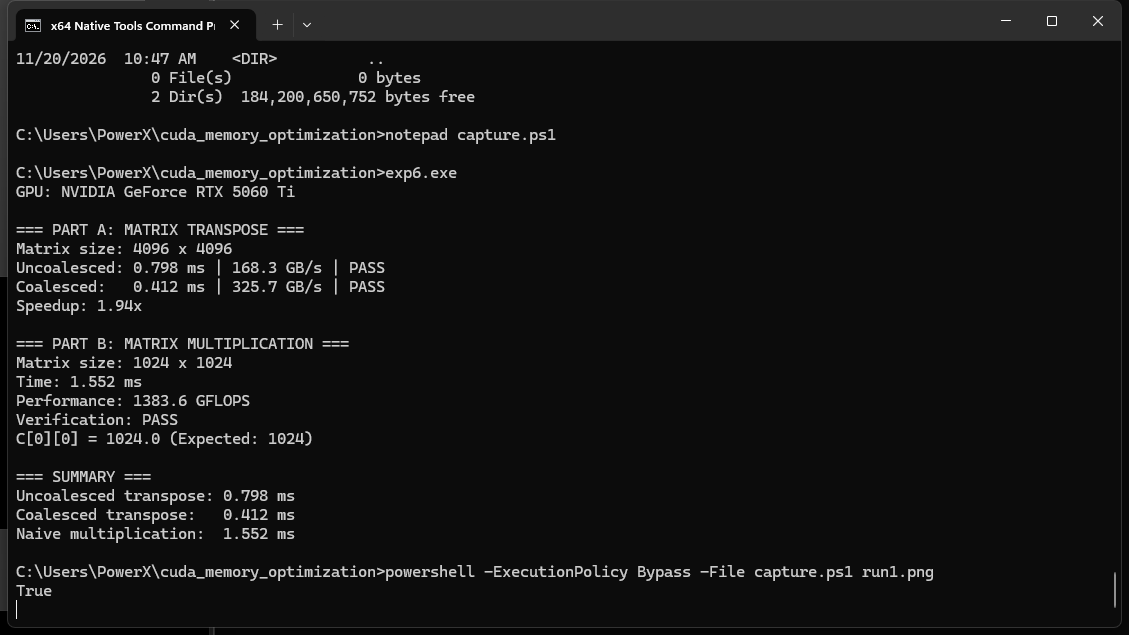 x64 Native Tools Command Pr
11/20/2026  10:47 AM    <DIR>          ..
               0 File(s)              0 bytes
               2 Dir(s)  184,200,650,752 bytes free
C:\Users\PowerX\cuda_memory_optimization>notepad capture.ps1
C:\Users\PowerX\cuda_memory_optimization>exp6.exe
GPU: NVIDIA GeForce RTX 5060 Ti
=== PART A: MATRIX TRANSPOSE ===
Matrix size: 4096 x 4096
Uncoalesced: 0.798 ms | 168.3 GB/s | PASS
Coalesced:   0.412 ms | 325.7 GB/s | PASS
Speedup: 1.94x
=== PART B: MATRIX MULTIPLICATION ===
Matrix size: 1024 x 1024
Time: 1.552 ms
Performance: 1383.6 GFLOPS
Verification: PASS
C[0][0] = 1024.0 (Expected: 1024)
=== SUMMARY ===
Uncoalesced transpose: 0.798 ms
Coalesced transpose:   0.412 ms
Naive multiplication:  1.552 ms
C:\Users\PowerX\cuda_memory_optimization>powershell -ExecutionPolicy Bypass -File capture.ps1 run1.png
True